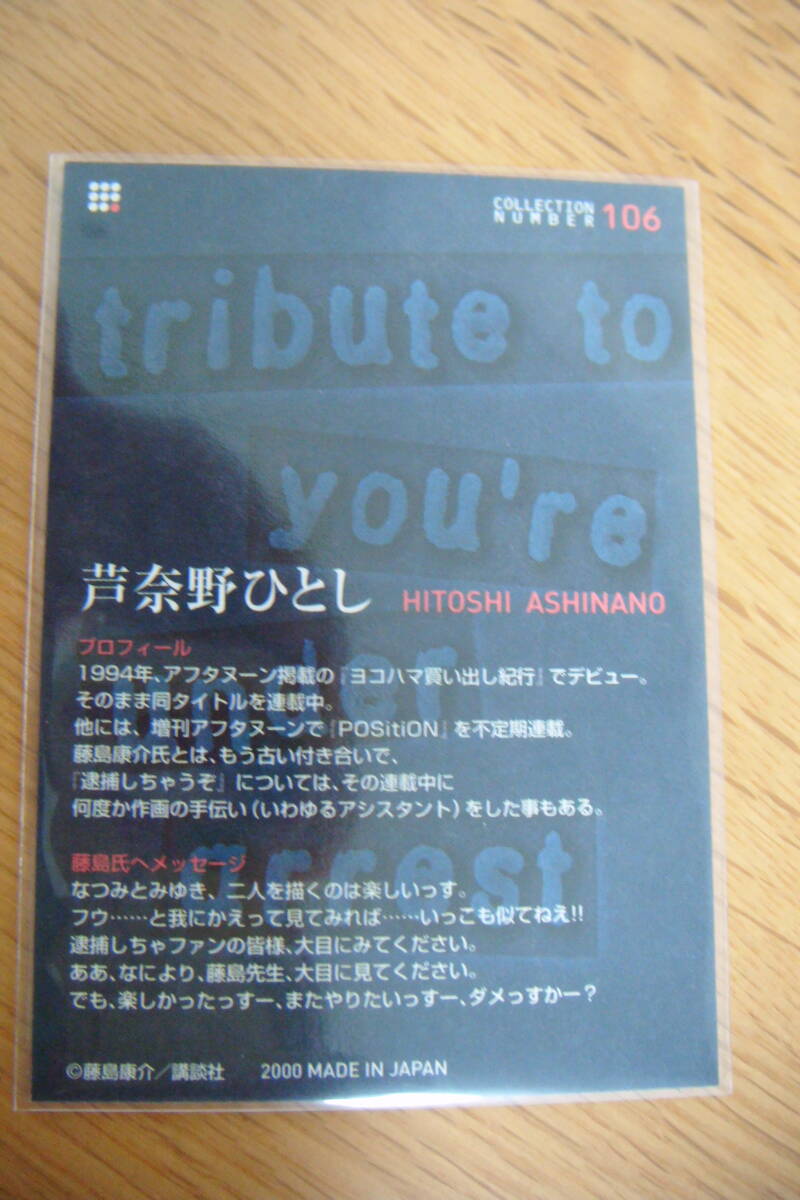 COLLECTION
NUMBER 106
tribute to
you're
under
arrest
芦奈野ひとし HITOSHI ASHINANO
プロフィール
1994年、アフタヌーン掲載の『ヨコハマ買い出し紀行』でデビュー。
そのまま同タイトルを連載中。
他には、増刊アフタヌーンで『POSitiON』を不定期連載。
藤島康介氏とは、もう古い付き合いで、
『逮捕しちゃうぞ』については、その連載中に
何度か作画の手伝い（いわゆるアシスタント）をした事もある。
藤島氏へメッセージ
なつみとみゆき、二人を描くのは楽しいっす。
フウ……と我にかえって見てみれば……いっこも似てねえ!!
逮捕しちゃファンの皆様、大目にみてください。
ああ、なにより、藤島先生、大目に見てください。
でも、楽しかったっすー、またやりたいっすー、ダメっすかー？
©藤島康介／講談社 2000 MADE IN JAPAN